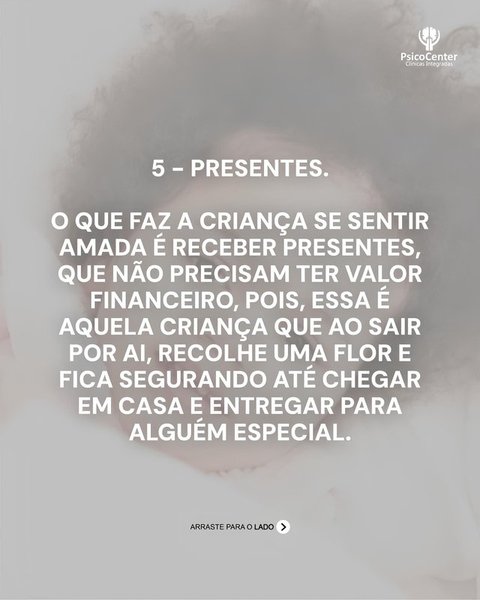 PsicoCenter
Clínicas Integradas
5 - PRESENTES.
O QUE FAZ A CRIANÇA SE SENTIR
AMADA É RECEBER PRESENTES,
QUE NÃO PRECISAM TER VALOR
FINANCEIRO, POIS, ESSA É
AQUELA CRIANÇA QUE AO SAIR
POR AI, RECOLHE UMA FLOR E
FICA SEGURANDO ATÉ CHEGAR
EM CASA E ENTREGAR PARA
ALGUÉM ESPECIAL.
ARRASTE PARA O LADO